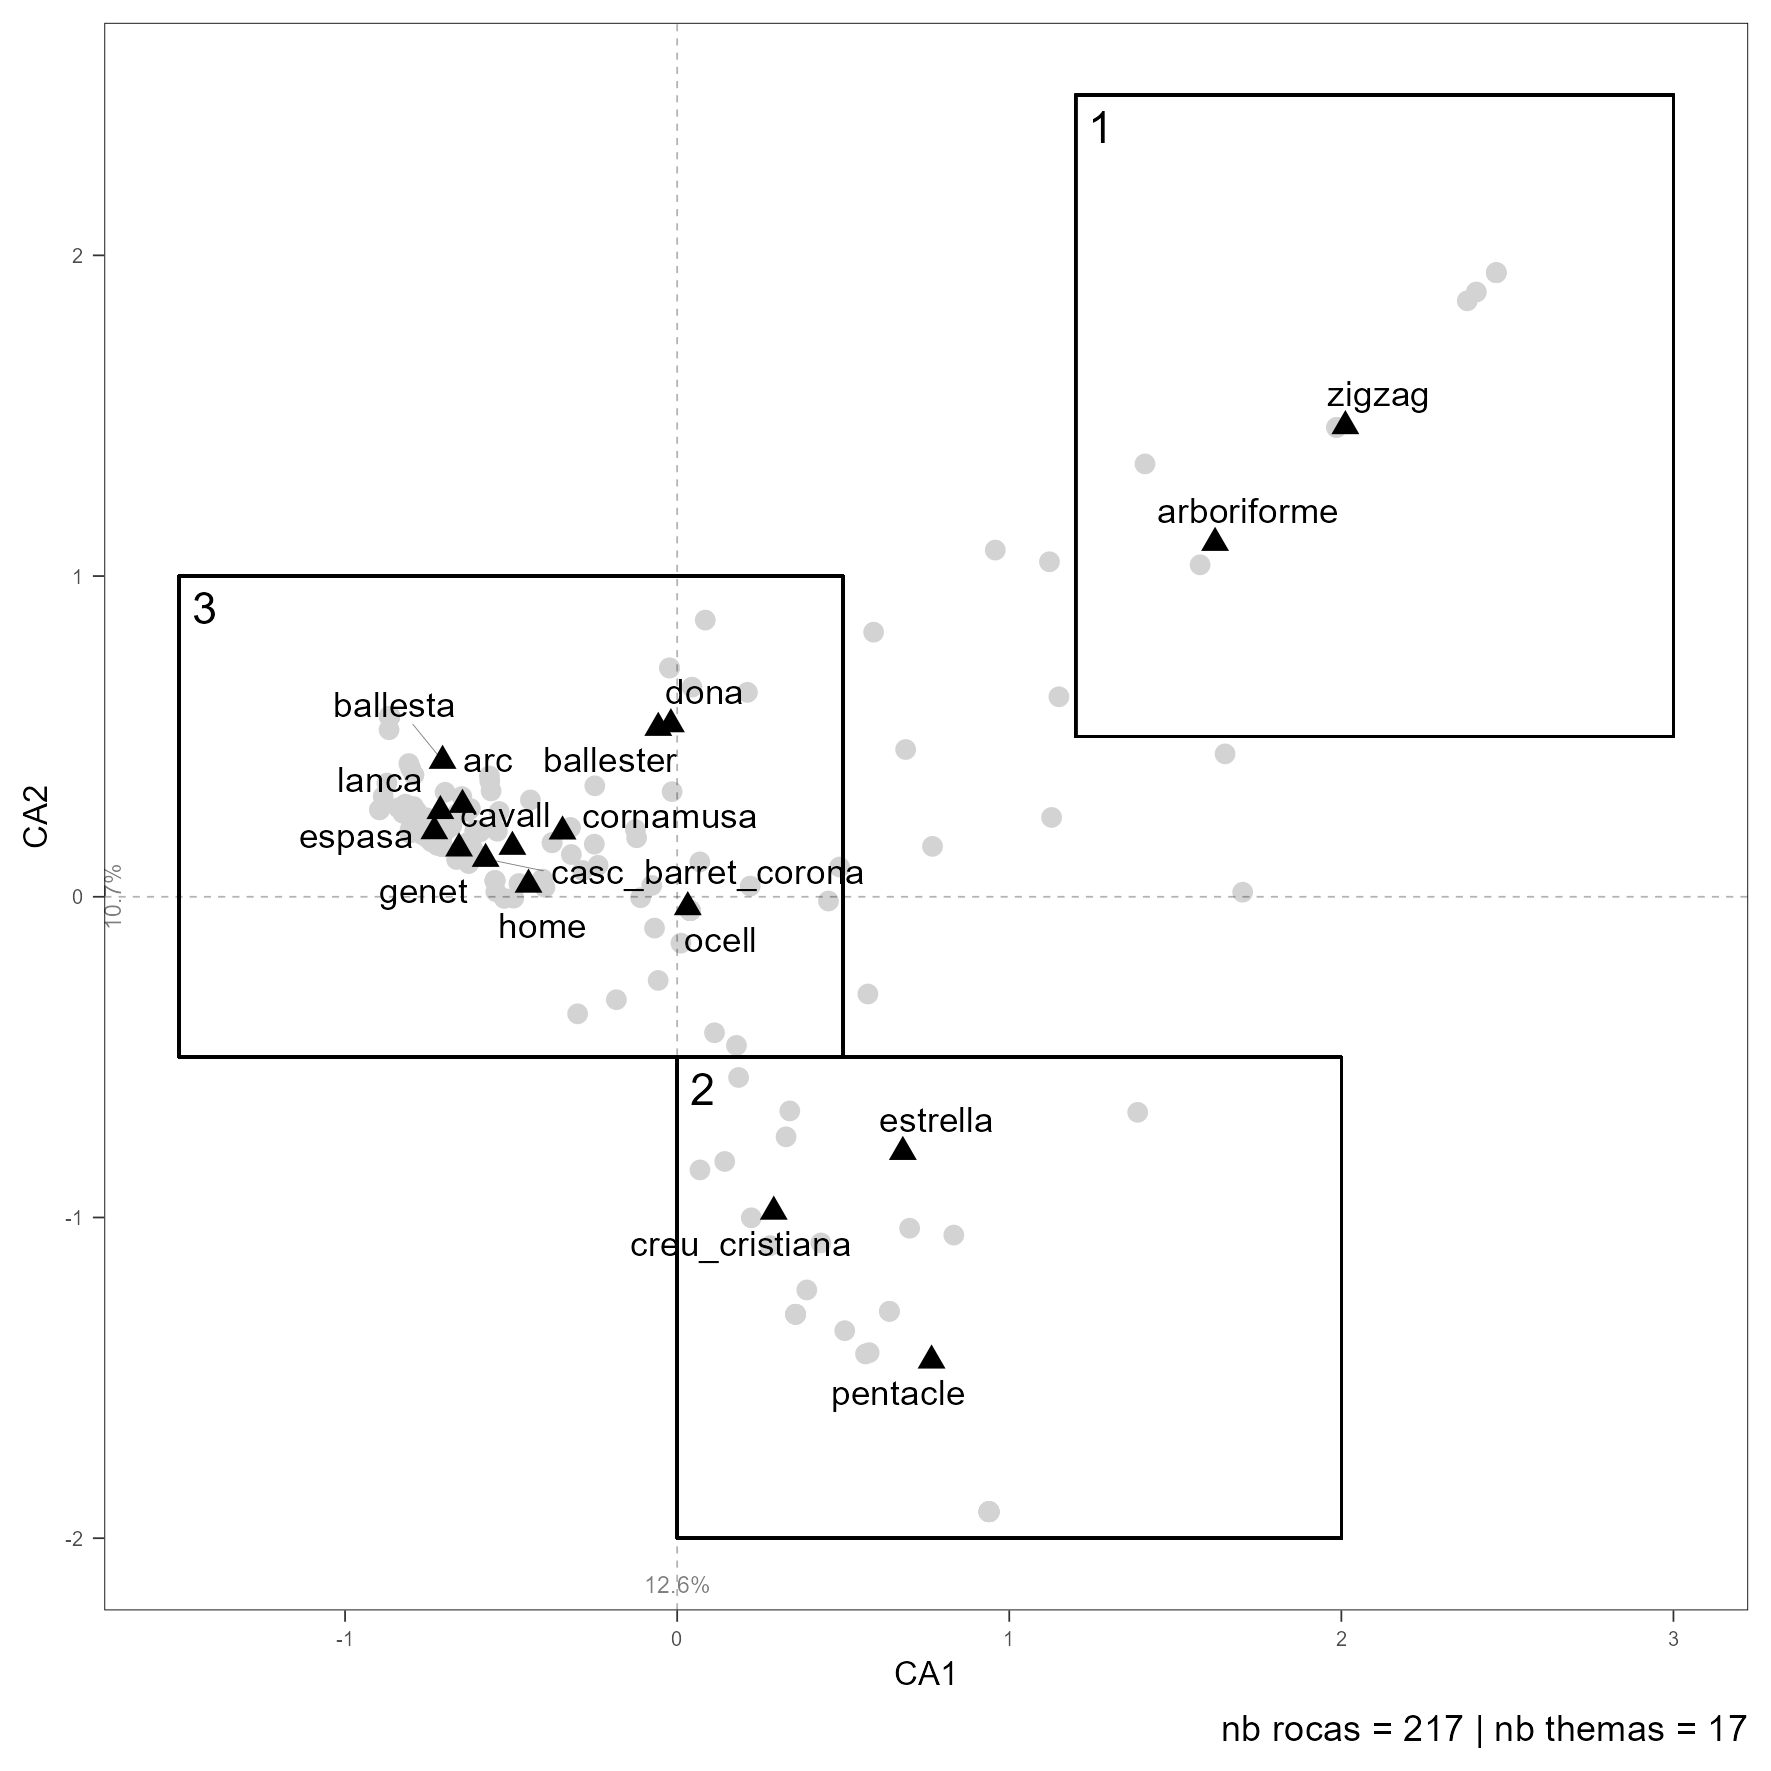 1
zigzag
arboriforme
3
ballesta
dona
arc
ballester
lanca
cavall
cornamusa
espasa
casc_barret_corona
genet
home
ocell
2
estrella
creu_cristiana
pentacle
2
1
0
-1
-2
CA2
10.7%
12.6%
-1
0
1
2
3
CA1
nb rocas = 217 | nb themas = 17